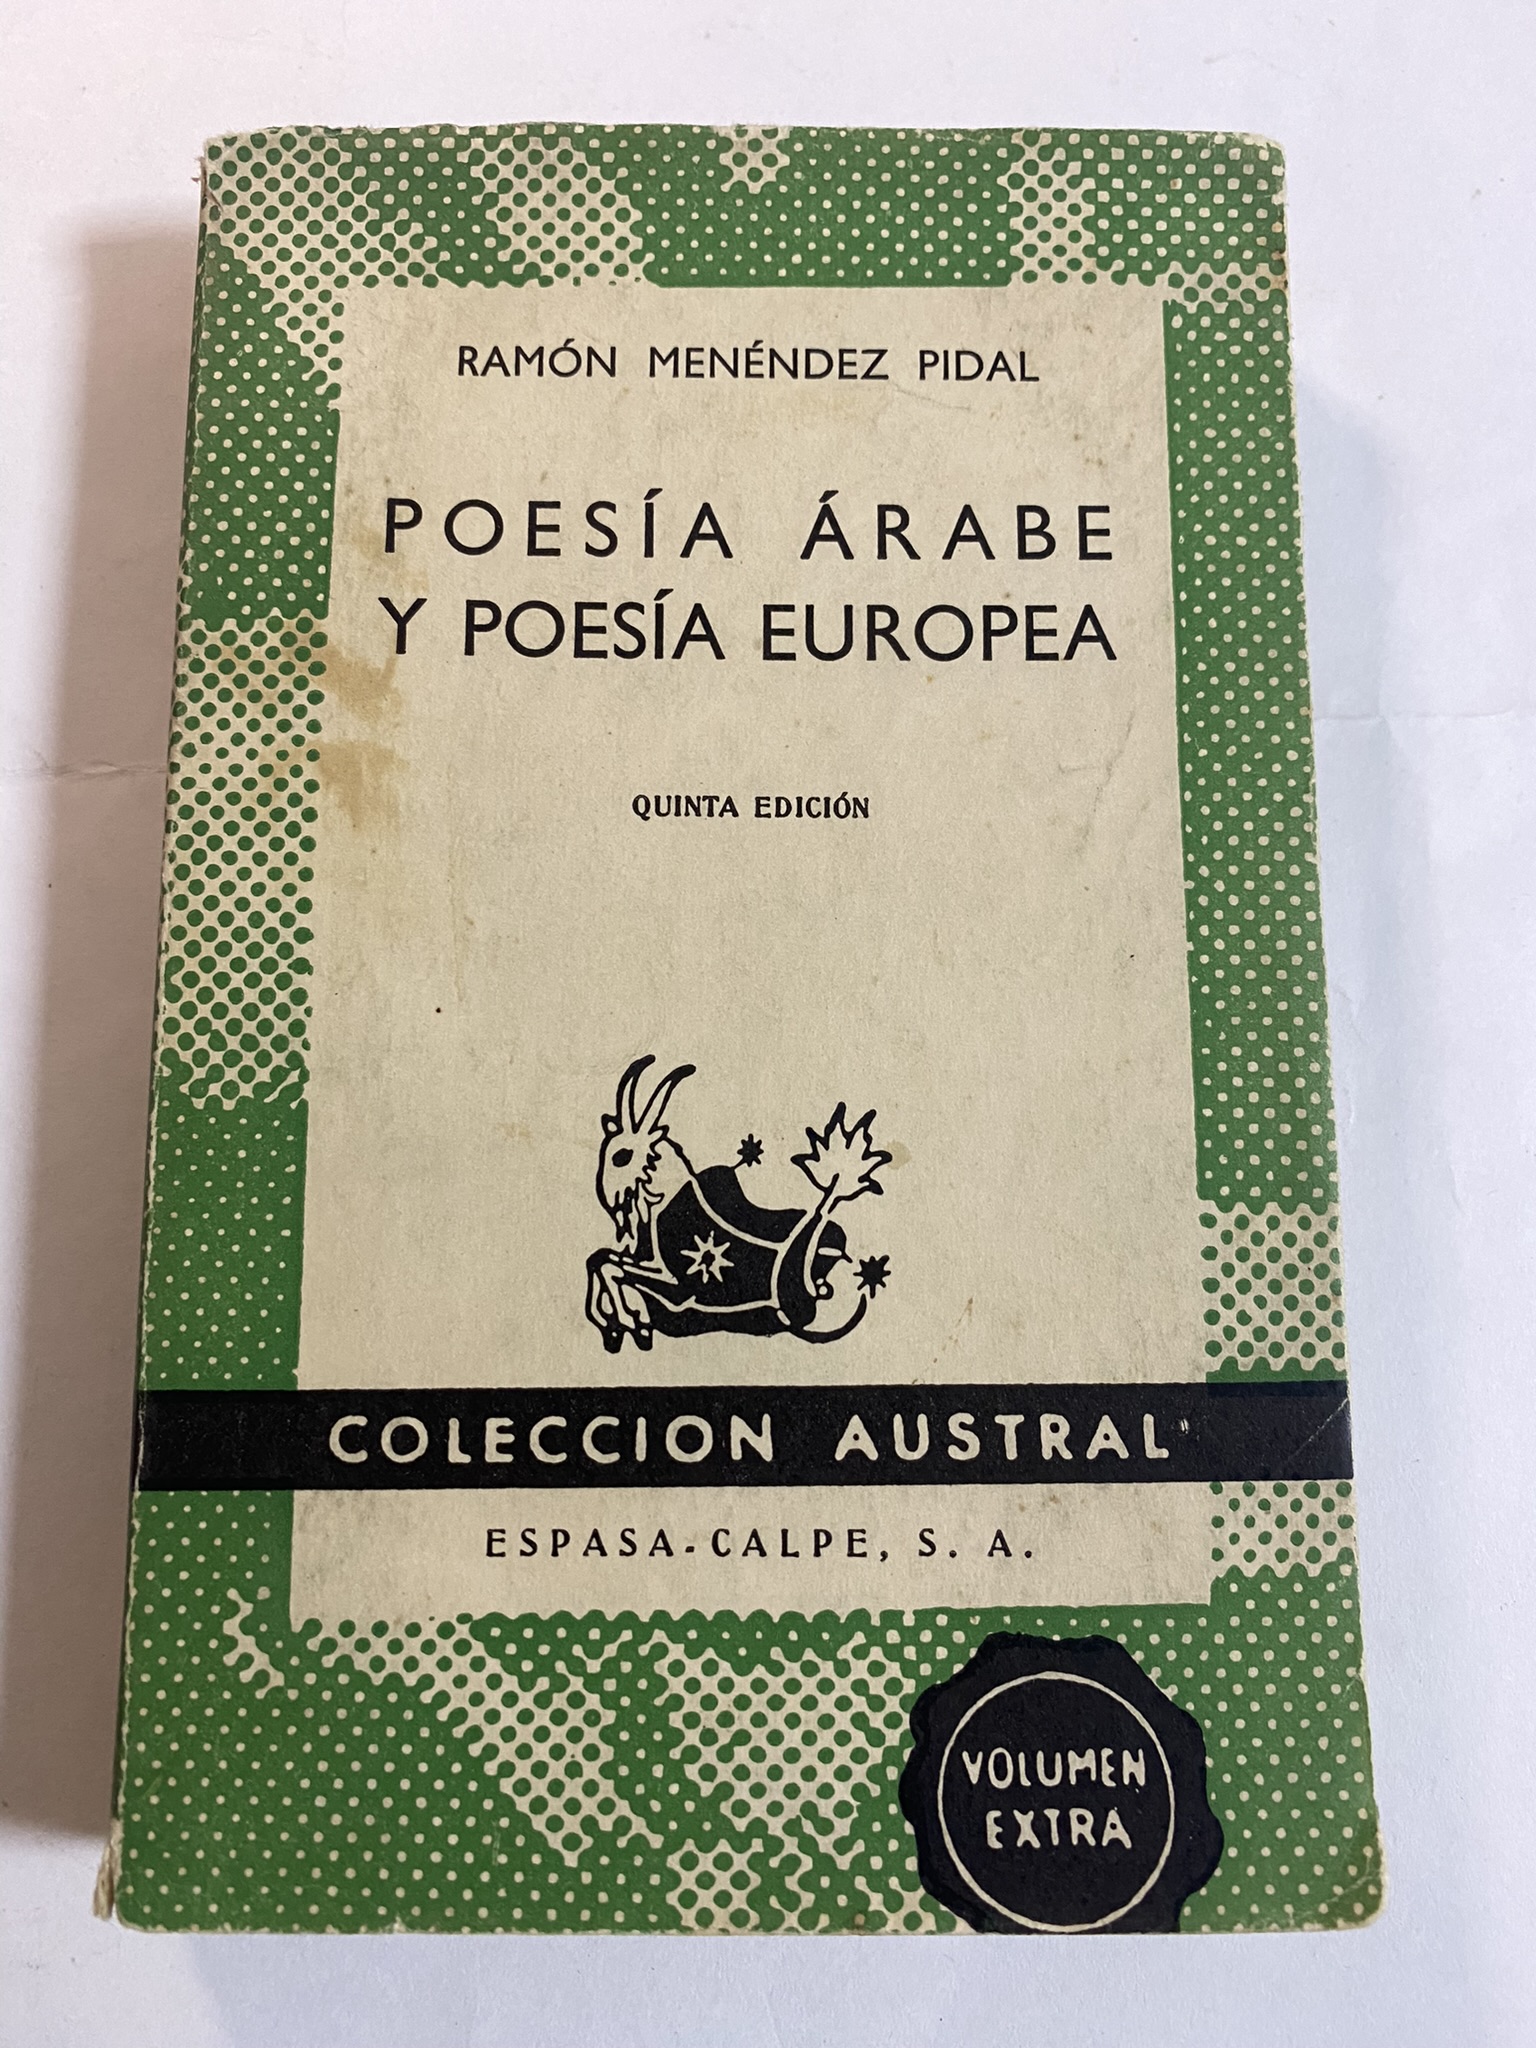 RAMÓN MENÉNDEZ PIDAL
POESÍA ÁRABE
Y POESÍA EUROPEA
QUINTA EDICIÓN
COLECCION AUSTRAL
ESPASA-CALPE, S. A.
VOLUMEN
EXTRA